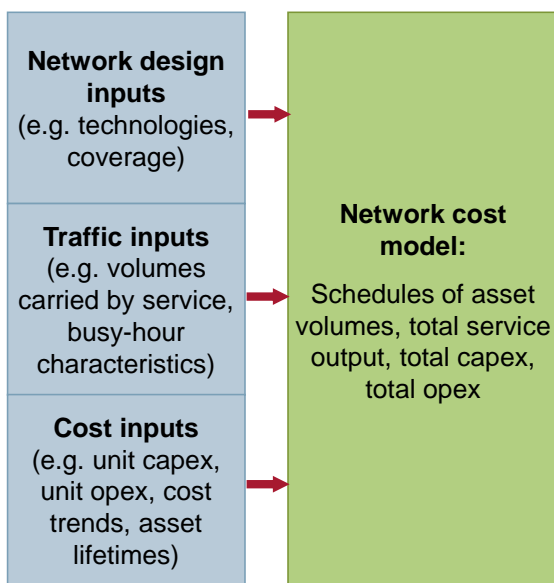 Network design
inputs
(e.g. technologies,
coverage)
Traffic inputs
(e.g. volumes
carried by service,
busy-hour
characteristics)
Cost inputs
(e.g. unit capex,
unit opex, cost
trends, asset
lifetimes)
Network cost
model:
Schedules of asset
volumes, total service
output, total capex,
total opex